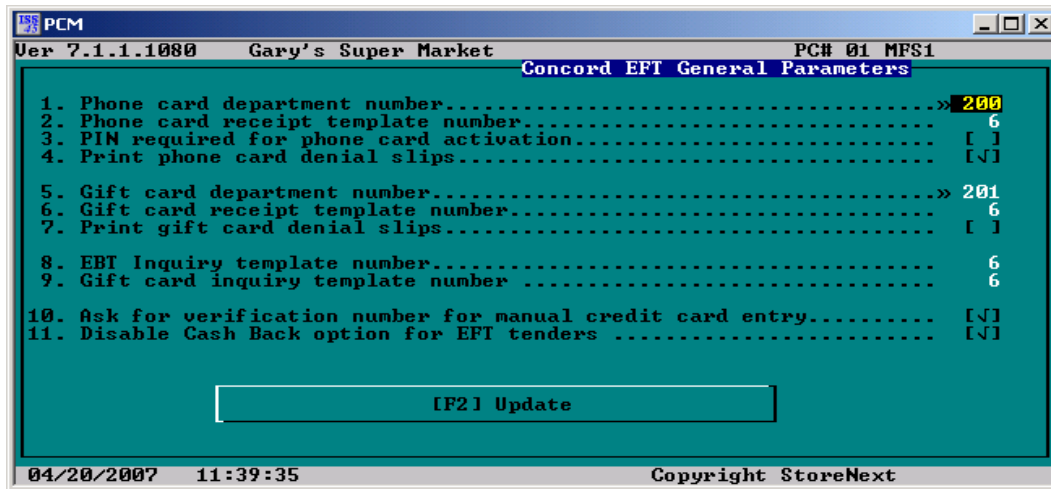 ISS
45 PCM
Ver 7.1.1.1080 Gary's Super Market PC# 01 MFS1
Concord EFT General Parameters
1. Phone card department number..................................» 200
2. Phone card receipt template number............................ 6
3. PIN required for phone card activation........................ [ ]
4. Print phone card denial slips................................. [√]
5. Gift card department number...................................» 201
6. Gift card receipt template number............................. 6
7. Print gift card denial slips.................................. [ ]
8. EBT Inquiry template number................................... 6
9. Gift card inquiry template number ............................ 6
10. Ask for verification number for manual credit card entry.......... [√]
11. Disable Cash Back option for EFT tenders ........................ [√]
[F2] Update
04/20/2007 11:39:35 Copyright StoreNext